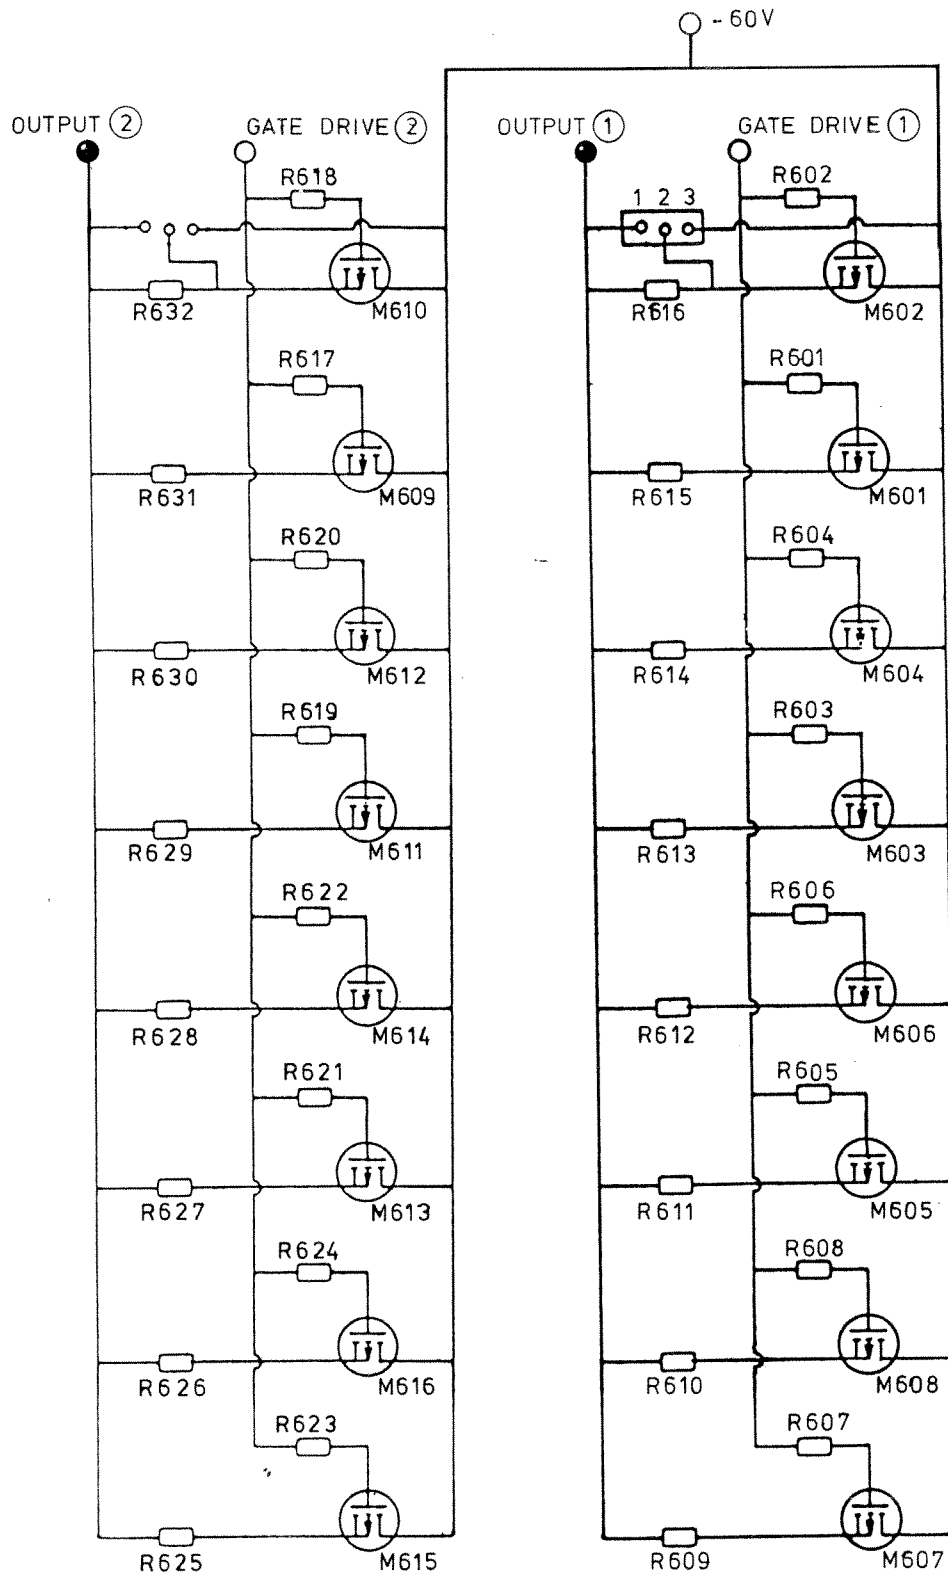 -60V
OUTPUT 2 GATE DRIVE 2 OUTPUT 1 GATE DRIVE 1
R618 R602
1 2 3
R632 M610 R616 M602
R617 R601
R631 M609 R615 M601
R620 R604
R630 M612 R614 M604
R619 R603
R629 M611 R613 M603
R622 R606
R628 M614 R612 M606
R621 R605
R627 M613 R611 M605
R624 R608
R626 M616 R610 M608
R623 R607
R625 M615 R609 M607